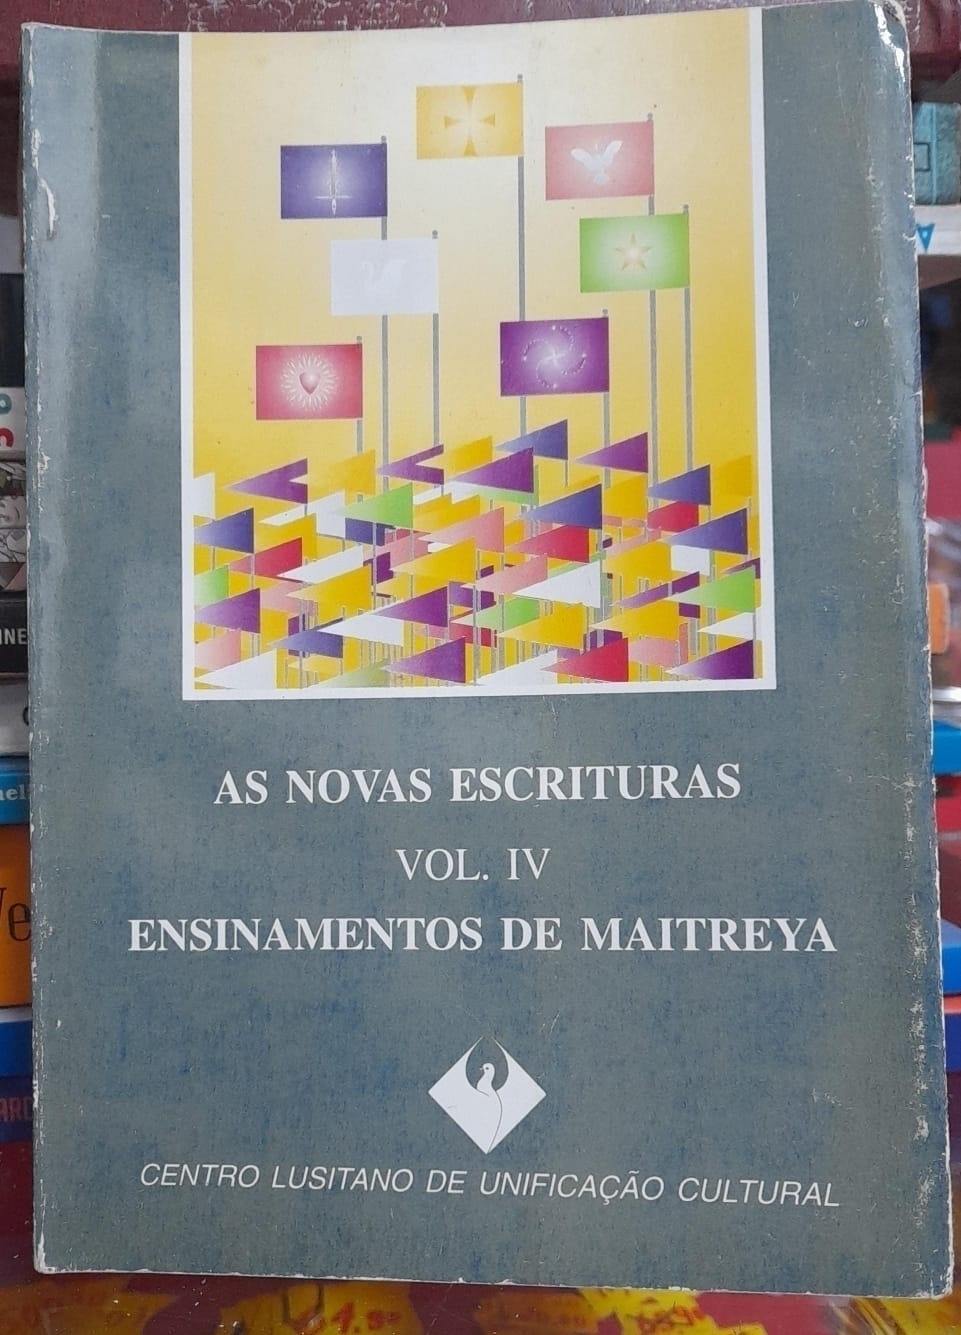 AS NOVAS ESCRITURAS
VOL. IV
ENSINAMENTOS DE MAITREYA
CENTRO LUSITANO DE UNIFICAÇÃO CULTURAL